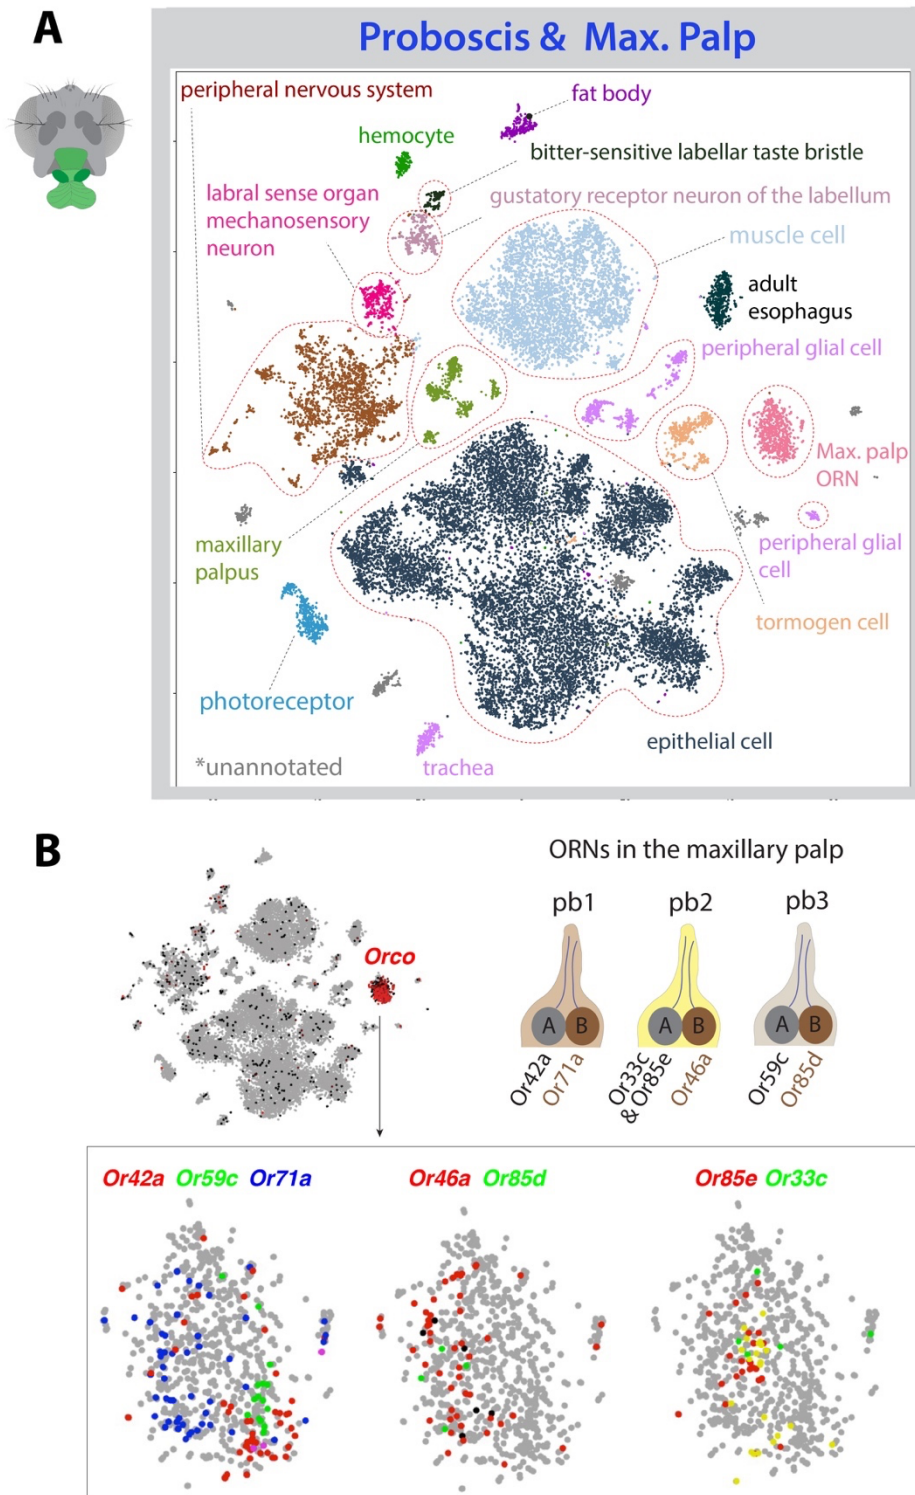 A
Proboscis & Max. Palp
peripheral nervous system
fat body
hemocyte
bitter-sensitive labellar taste bristle
labral sense organ
mechanosensory
neuron
gustatory receptor neuron of the labellum
muscle cell
adult
esophagus
peripheral glial cell
Max. palp
ORN
maxillary
palpus
peripheral glial
cell
tormogen cell
photoreceptor
epithelial cell
*unannotated
trachea
B
ORNs in the maxillary palp
pb1
pb2
pb3
Orco
A B
A B
A B
Or42a
Or71a
Or33c
& Or85e
Or46a
Or59c
Or85d
Or42a Or59c Or71a
Or46a Or85d
Or85e Or33c